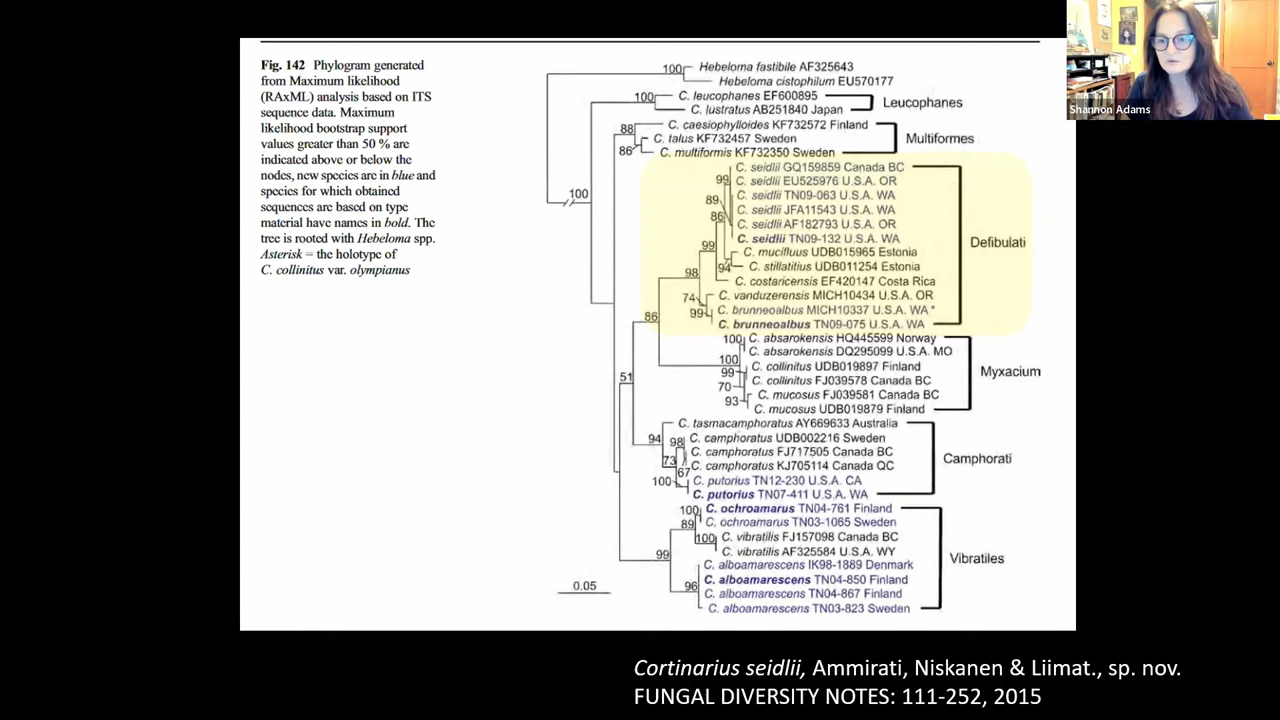 Fig. 142 Phylogram generated
from Maximum likelihood
(RAxML) analysis based on ITS
sequence data. Maximum
likelihood bootstrap support
values greater than 50 % are
indicated above or below the
nodes, new species are in blue and
species for which obtained
sequences are based on type
material have names in bold. The
tree is rooted with Hebeloma spp.
Asterisk = the holotype of
C. collinitus var. olympianus
100
Hebeloma fastibile AF325643
Hebeloma cistophilum EU570177
100
C. leucophanes EF600895
C. lustratus AB251840 Japan
Leucophanes
88
C. caesiophylloides KF732572 Finland
C. talus KF732457 Sweden
Multiformes
86
C. multiformis KF732350 Sweden
C. seidlii GQ159859 Canada BC
99
C. seidlii EU525976 U.S.A. OR
100
C. seidlii TN09-063 U.S.A. WA
89
C. seidlii JFA11543 U.S.A. WA
86
C. seidlii AF182793 U.S.A. OR
C. seidlii TN09-132 U.S.A. WA
Defibulati
99
C. mucifluus UDB015965 Estonia
94
C. stillatitius UDB011254 Estonia
98
C. costaricensis EF420147 Costa Rica
74
C. vanduzerensis MICH10434 U.S.A. OR
99
C. brunneoalbus MICH10337 U.S.A. WA *
86
C. brunneoalbus TN09-075 U.S.A. WA
100
C. absarokensis HQ445599 Norway
C. absarokensis DQ295099 U.S.A. MO
100
C. collinitus UDB019897 Finland
Myxacium
99
C. collinitus FJ039578 Canada BC
70
C. mucosus FJ039581 Canada BC
93
C. mucosus UDB019879 Finland
51
C. tasmacamphoratus AY669633 Australia
94
98
C. camphoratus UDB002216 Sweden
C. camphoratus FJ717505 Canada BC
Camphorati
73
C. camphoratus KJ705114 Canada QC
67
100
C. putorius TN12-230 U.S.A. CA
C. putorius TN07-411 U.S.A. WA
100
C. ochroamarus TN04-761 Finland
89
C. ochroamarus TN03-1065 Sweden
100
C. vibratilis FJ157098 Canada BC
99
C. vibratilis AF325584 U.S.A. WY
Vibratiles
C. alboamarescens IK98-1889 Denmark
96
C. alboamarescens TN04-850 Finland
C. alboamarescens TN04-867 Finland
C. alboamarescens TN03-823 Sweden
0.05
Shannon Adams
Cortinarius seidlii, Ammirati, Niskanen & Liimat., sp. nov.
FUNGAL DIVERSITY NOTES: 111-252, 2015